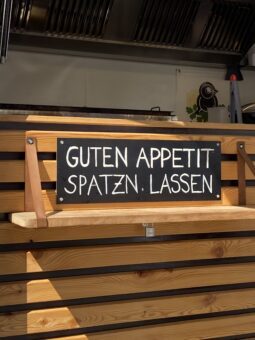 GUTEN APPETIT
SPATZN. LASSEN